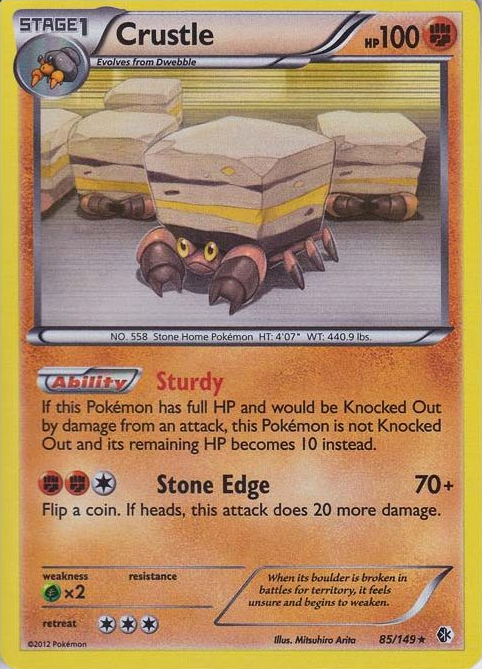 STAGE1
Crustle
HP100
Evolves from Dwebble
NO. 558 Stone Home Pokémon HT: 4'07" WT: 440.9 lbs.
Ability Sturdy
If this Pokémon has full HP and would be Knocked Out
by damage from an attack, this Pokémon is not Knocked
Out and its remaining HP becomes 10 instead.
Stone Edge 70+
Flip a coin. If heads, this attack does 20 more damage.
weakness resistance
×2
retreat
When its boulder is broken in
battles for territory, it feels
unsure and begins to weaken.
©2012 Pokémon
Illus. Mitsuhiro Arita 85/149★